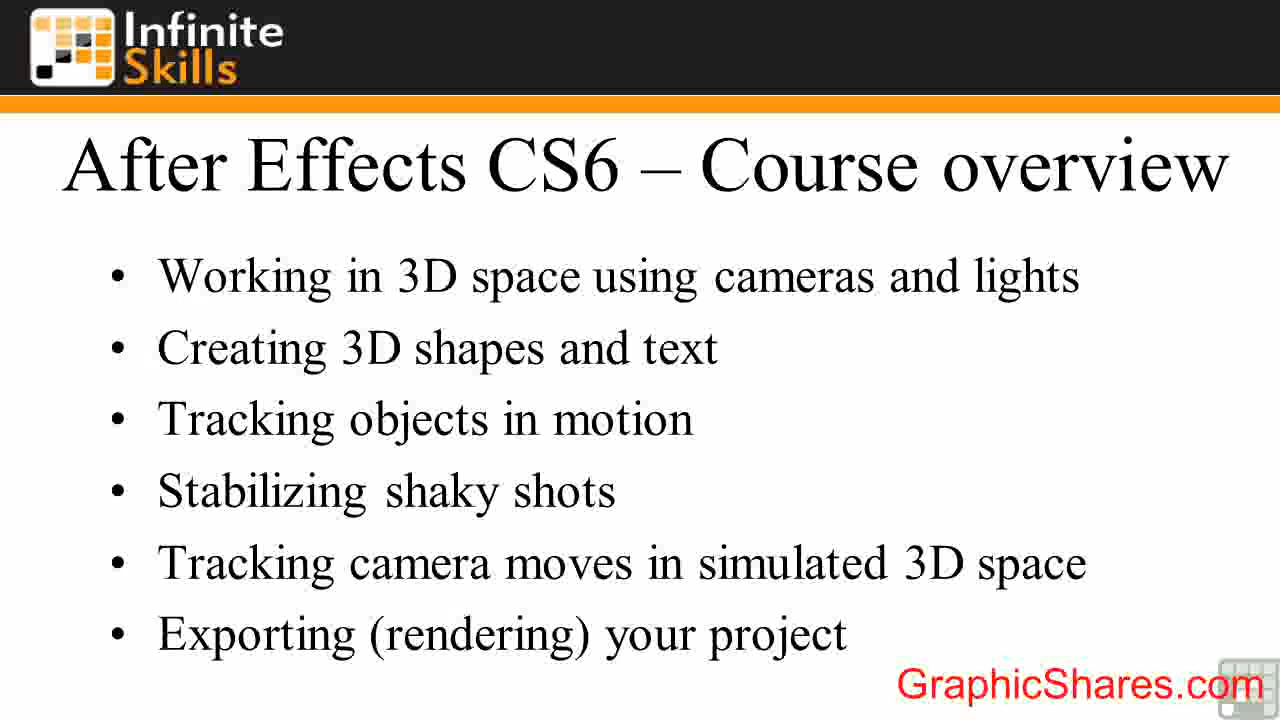 Infinite
Skills
After Effects CS6 – Course overview
• Working in 3D space using cameras and lights
• Creating 3D shapes and text
• Tracking objects in motion
• Stabilizing shaky shots
• Tracking camera moves in simulated 3D space
• Exporting (rendering) your project
GraphicShares.com